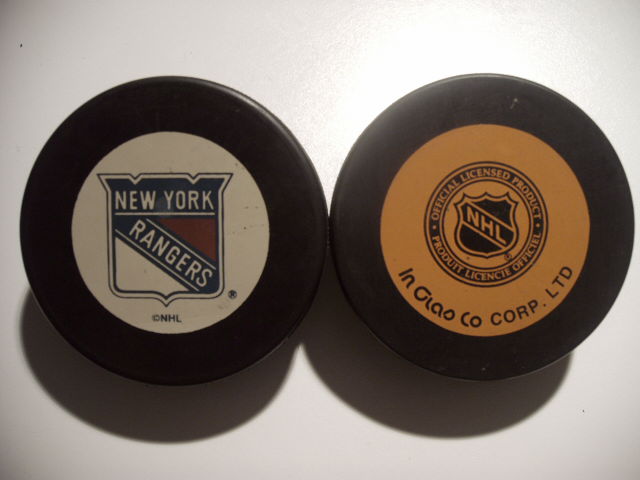 NEW YORK
RANGERS
®
©NHL
OFFICIAL LICENSED PRODUCT
NHL
PRODUIT LICENCIE OFFICIEL
In Glas Co CORP. LTD